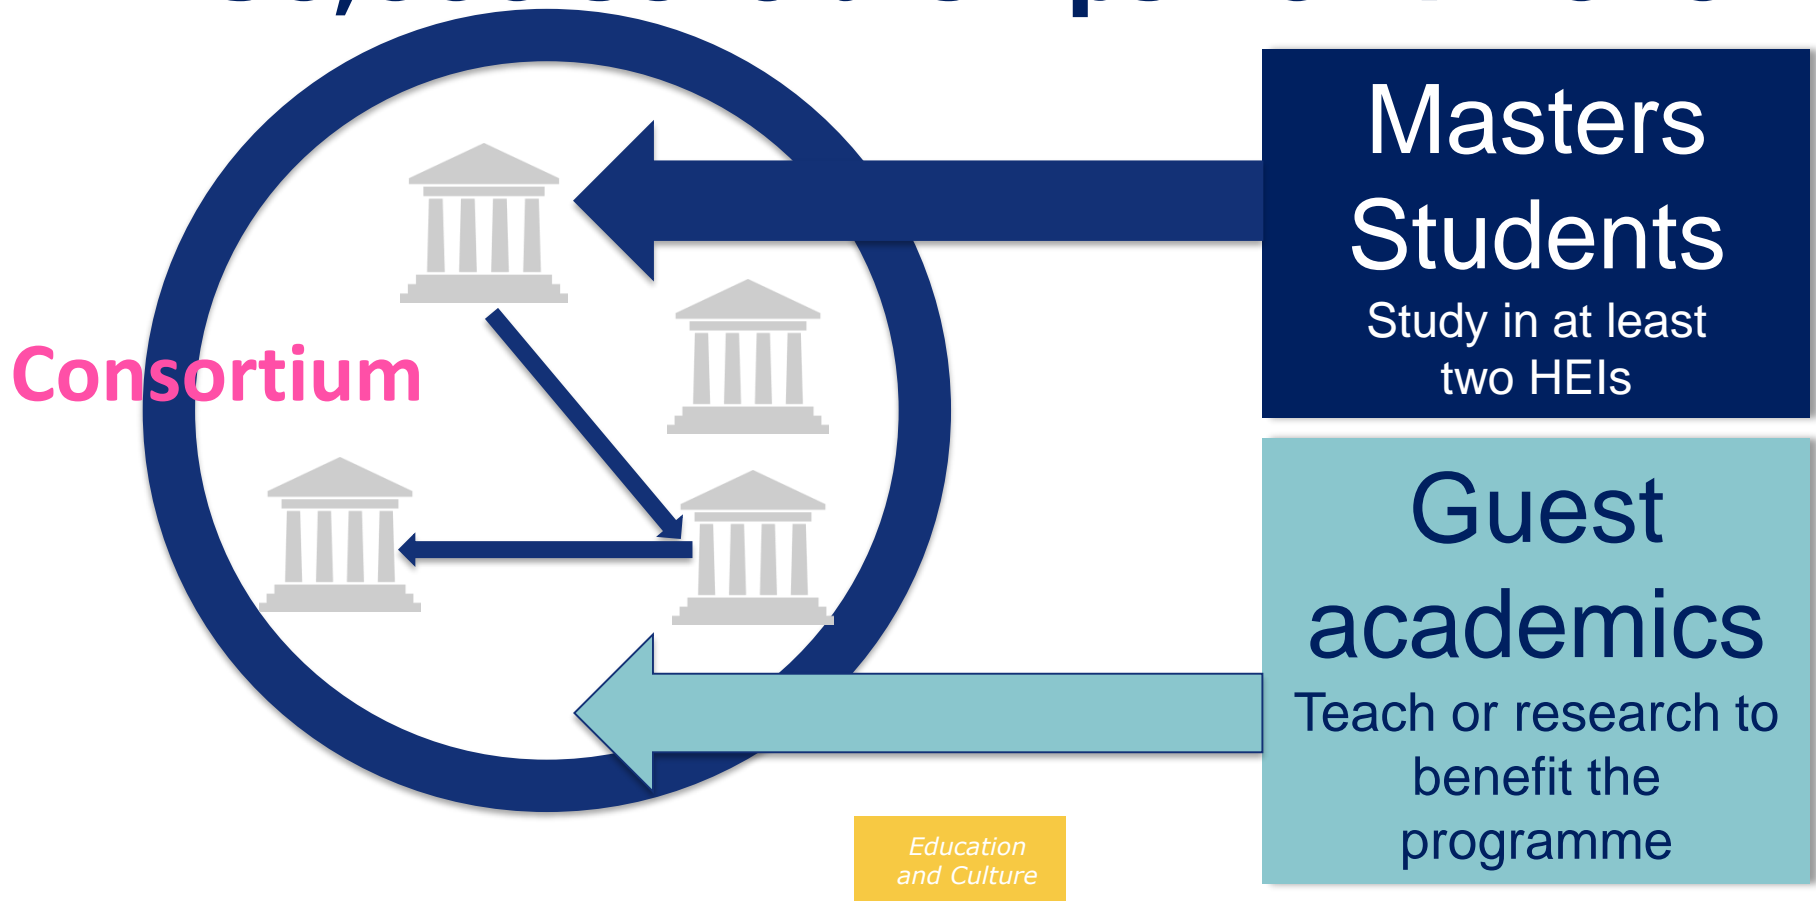 Consortium
Masters
Students
Study in at least
two HEIs
Guest
academics
Teach or research to
benefit the
programme
Education
and Culture